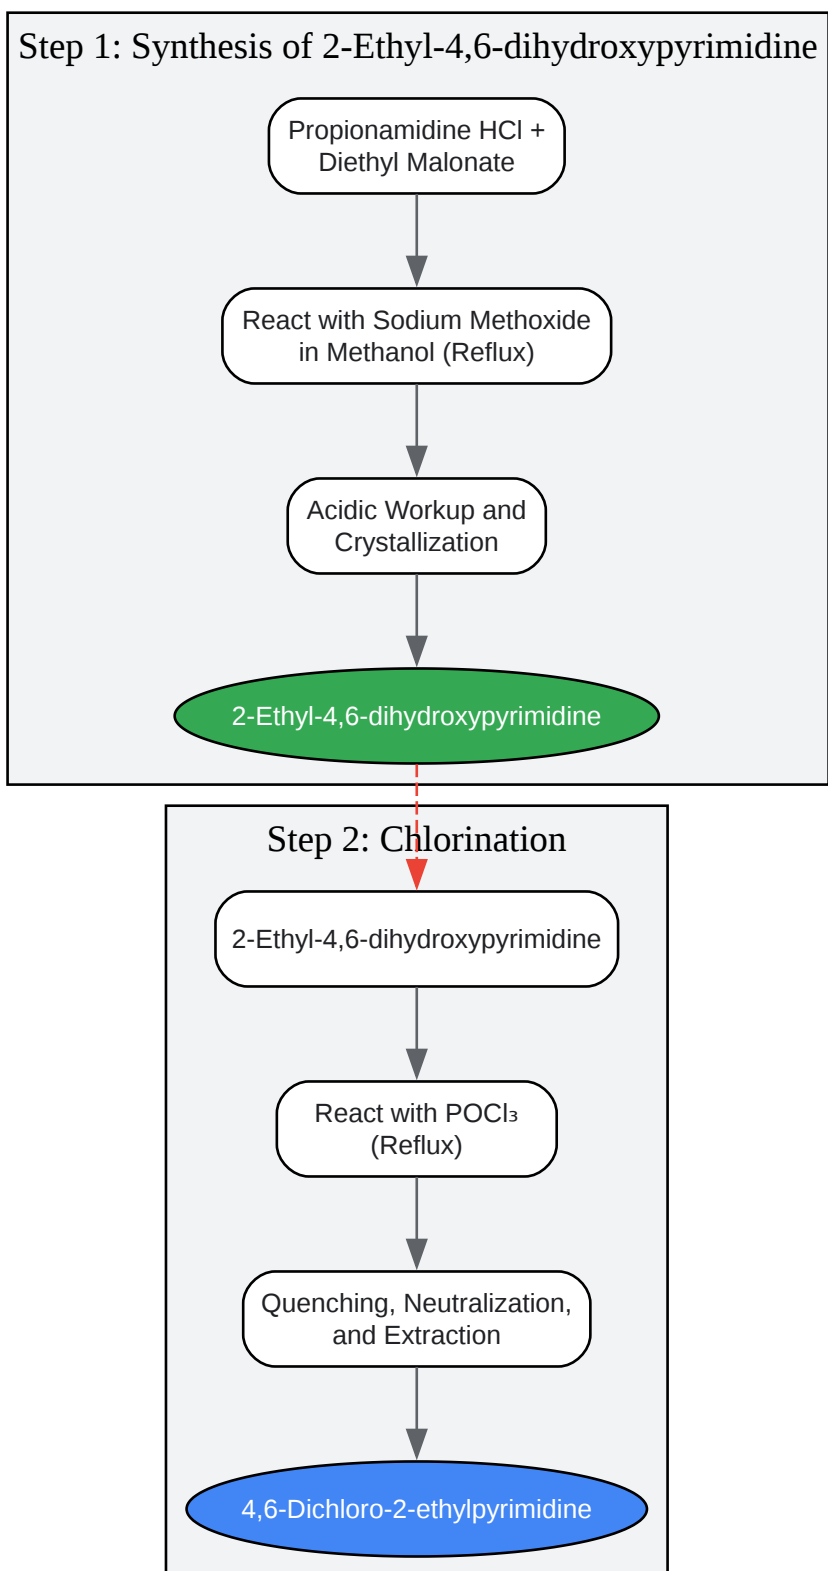 Step 1: Synthesis of 2-Ethyl-4,6-dihydroxypyrimidine
Propionamidine HCl +
Diethyl Malonate
React with Sodium Methoxide
in Methanol (Reflux)
Acidic Workup and
Crystallization
2-Ethyl-4,6-dihydroxypyrimidine
Step 2: Chlorination
2-Ethyl-4,6-dihydroxypyrimidine
React with POCl₃
(Reflux)
Quenching, Neutralization,
and Extraction
4,6-Dichloro-2-ethylpyrimidine